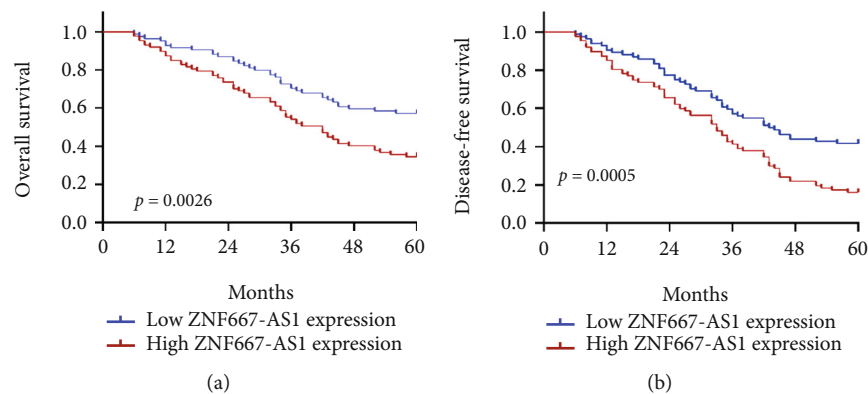 Overall survival
1.0
0.8
0.6
0.4
0.2
0.0
p = 0.0026
0 12 24 36 48 60
Months
Low ZNF667-AS1 expression
High ZNF667-AS1 expression
(a)
Disease-free survival
1.0
0.8
0.6
0.4
0.2
0.0
p = 0.0005
0 12 24 36 48 60
Months
Low ZNF667-AS1 expression
High ZNF667-AS1 expression
(b)